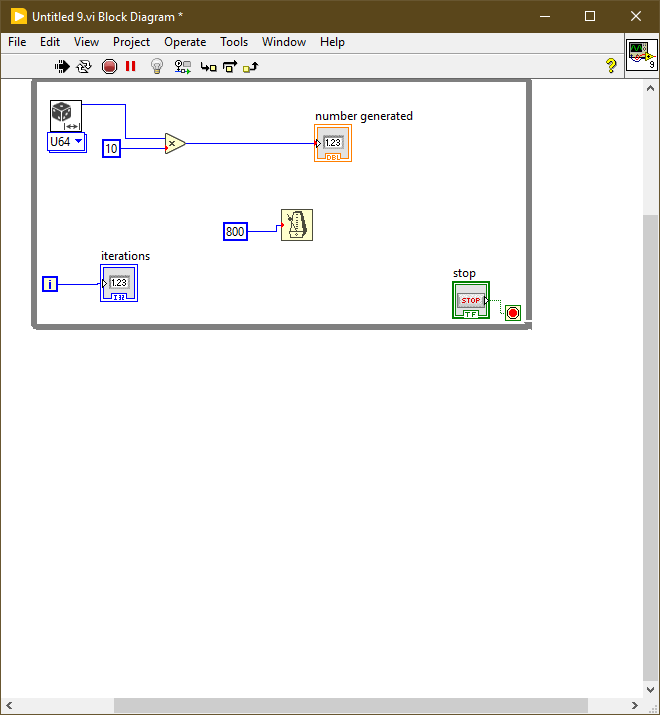 Untitled 9.vi Block Diagram *
File Edit View Project Operate Tools Window Help
?
9
U64
10
×
number generated
1.23
DBL
800
iterations
i
1.23
I32
stop
STOP
TF